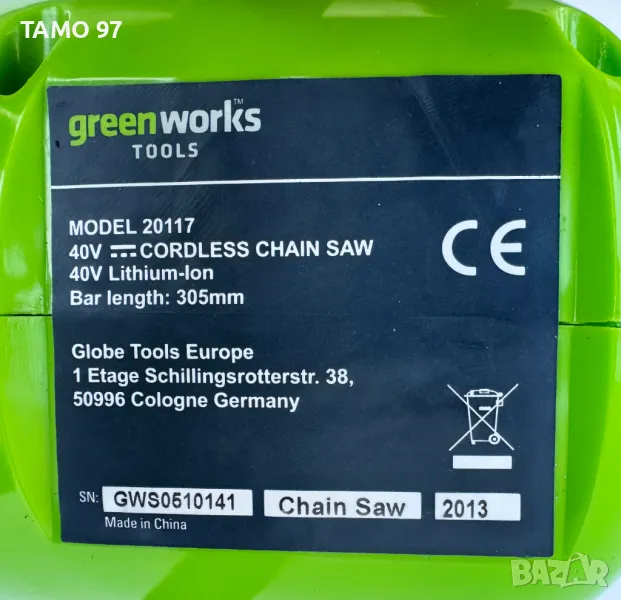 TAMO 97
greenworks™
TOOLS
MODEL 20117
40V CORDLESS CHAIN SAW
40V Lithium-Ion
Bar length: 305mm
CE
Globe Tools Europe
1 Etage Schillingsrotterstr. 38,
50996 Cologne Germany
SN: GWS0510141 Chain Saw 2013
Made in China
BAZAR